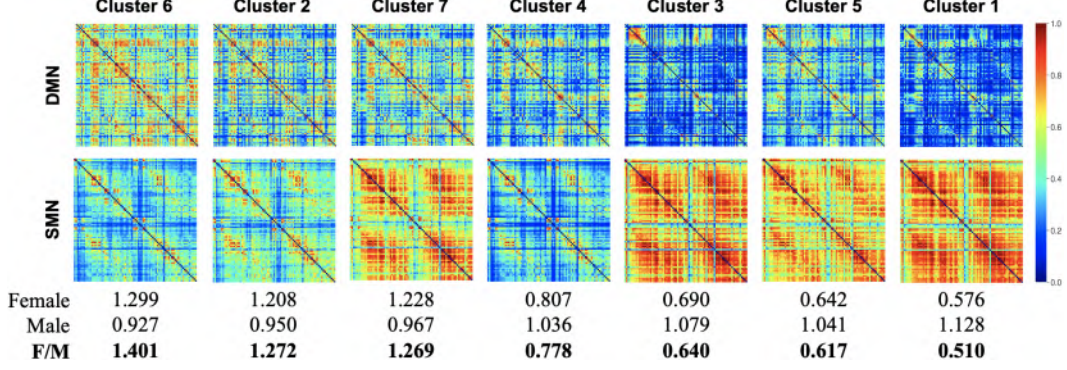 Cluster 6 Cluster 2 Cluster 7 Cluster 4 Cluster 3 Cluster 5 Cluster 1
DMN
SMN
1.0
0.8
0.6
0.4
0.2
0.0
Female 1.299 1.208 1.228 0.807 0.690 0.642 0.576
Male 0.927 0.950 0.967 1.036 1.079 1.041 1.128
F/M 1.401 1.272 1.269 0.778 0.640 0.617 0.510